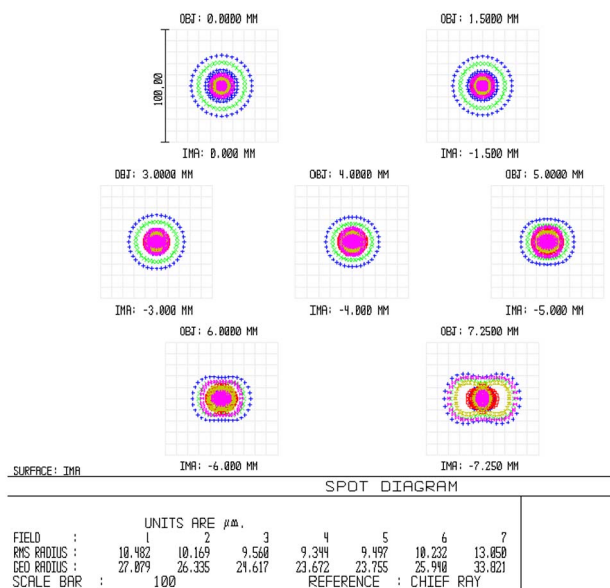 OBJ: 0.0000 MM
OBJ: 1.5000 MM
100.00
IMA: 0.000 MM
IMA: -1.500 MM
OBJ: 3.0000 MM
OBJ: 4.0000 MM
OBJ: 5.0000 MM
IMA: -3.000 MM
IMA: -4.000 MM
IMA: -5.000 MM
OBJ: 6.0000 MM
OBJ: 7.2500 MM
IMA: -6.000 MM
IMA: -7.250 MM
SURFACE: IMA
SPOT DIAGRAM
UNITS ARE µm.
FIELD : 1 2 3 4 5 6 7
RMS RADIUS : 10.482 10.169 9.560 9.344 9.497 10.232 13.050
GEO RADIUS : 27.079 26.335 24.617 23.672 23.755 25.940 33.821
SCALE BAR : 100 REFERENCE : CHIEF RAY